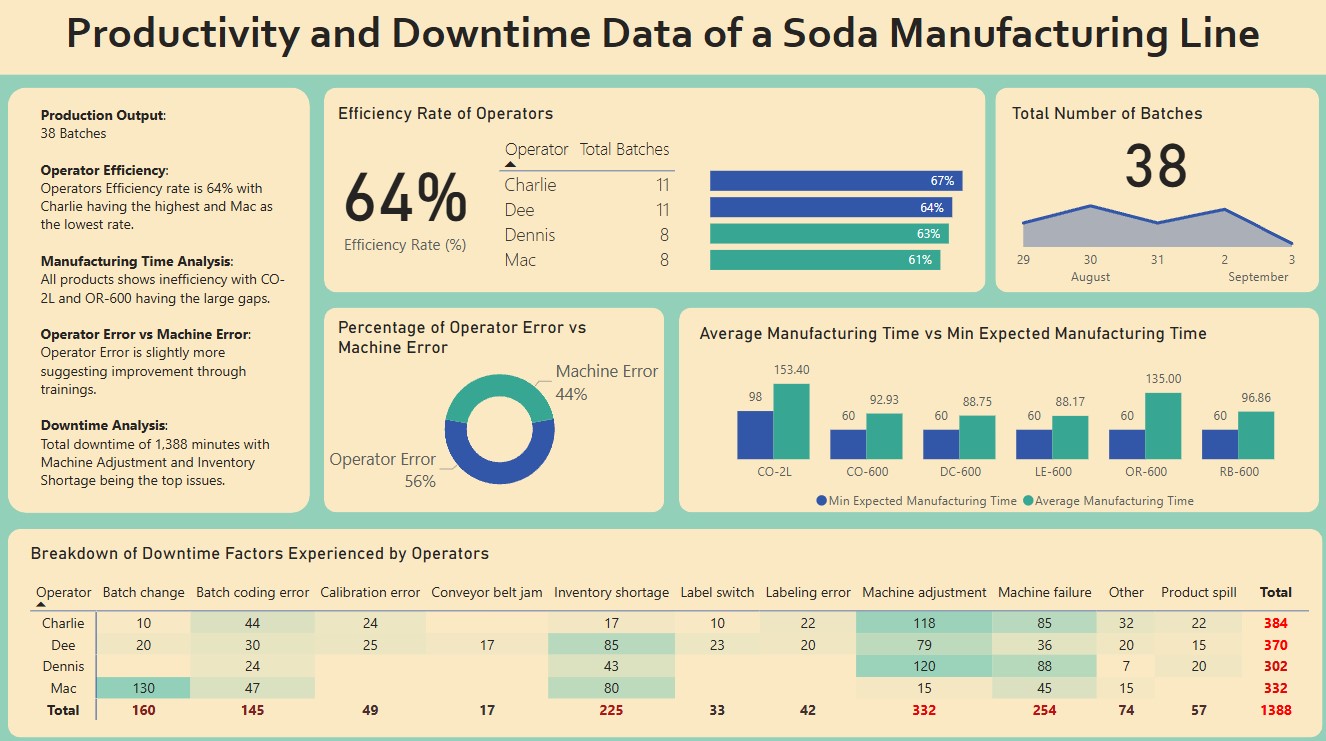 Productivity and Downtime Data of a Soda Manufacturing Line
Production Output:
38 Batches
Operator Efficiency:
Operators Efficiency rate is 64% with
Charlie having the highest and Mac as
the lowest rate.
Manufacturing Time Analysis:
All products shows inefficiency with CO-
2L and OR-600 having the large gaps.
Operator Error vs Machine Error:
Operator Error is slightly more
suggesting improvement through
trainings.
Downtime Analysis:
Total downtime of 1,388 minutes with
Machine Adjustment and Inventory
Shortage being the top issues.
Efficiency Rate of Operators
64%
Efficiency Rate (%)
Operator Total Batches
Charlie 11 67%
Dee 11 64%
Dennis 8 63%
Mac 8 61%
Total Number of Batches
38
29 30 31 2 3
August September
Percentage of Operator Error vs
Machine Error
Machine Error
44%
Operator Error
56%
Average Manufacturing Time vs Min Expected Manufacturing Time
98 153.40 60 92.93 60 88.75 60 88.17 60 135.00 60 96.86
CO-2L CO-600 DC-600 LE-600 OR-600 RB-600
Min Expected Manufacturing Time Average Manufacturing Time
Breakdown of Downtime Factors Experienced by Operators
Operator Batch change Batch coding error Calibration error Conveyor belt jam Inventory shortage Label switch Labeling error Machine adjustment Machine failure Other Product spill Total
Charlie 10 44 24 17 10 22 118 85 32 22 384
Dee 20 30 25 17 85 23 20 79 36 20 15 370
Dennis 24 43 120 88 7 20 302
Mac 130 47 80 15 45 15 332
Total 160 145 49 17 225 33 42 332 254 74 57 1388